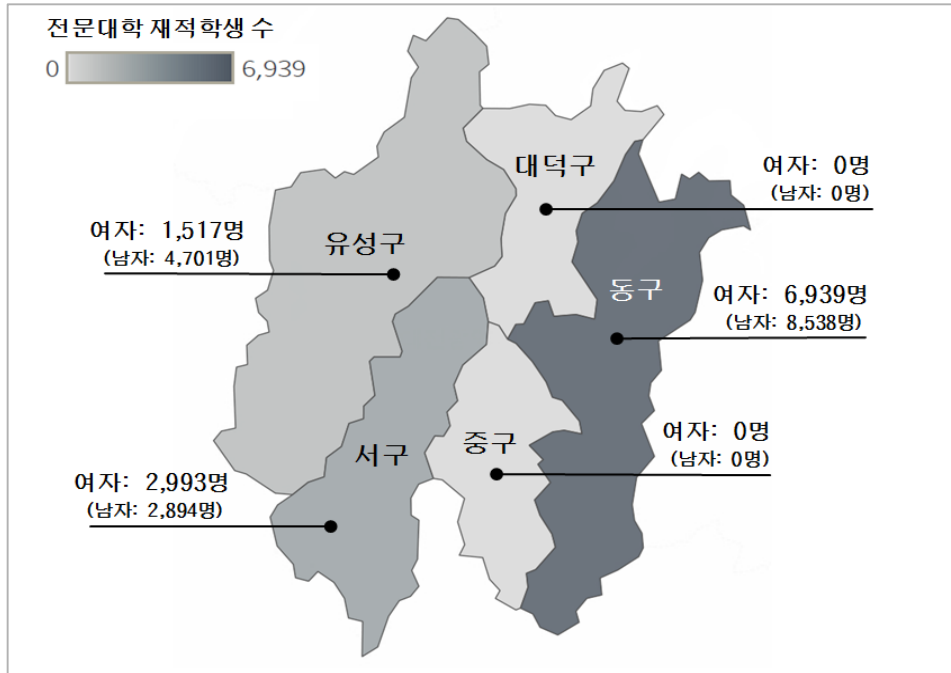 전문대학 재적학생 수
0 6,939
대덕구
여자: 0명
(남자: 0명)
여자: 1,517명
(남자: 4,701명)
유성구
동구
여자: 6,939명
(남자: 8,538명)
여자: 0명
(남자: 0명)
서구
중구
여자: 2,993명
(남자: 2,894명)